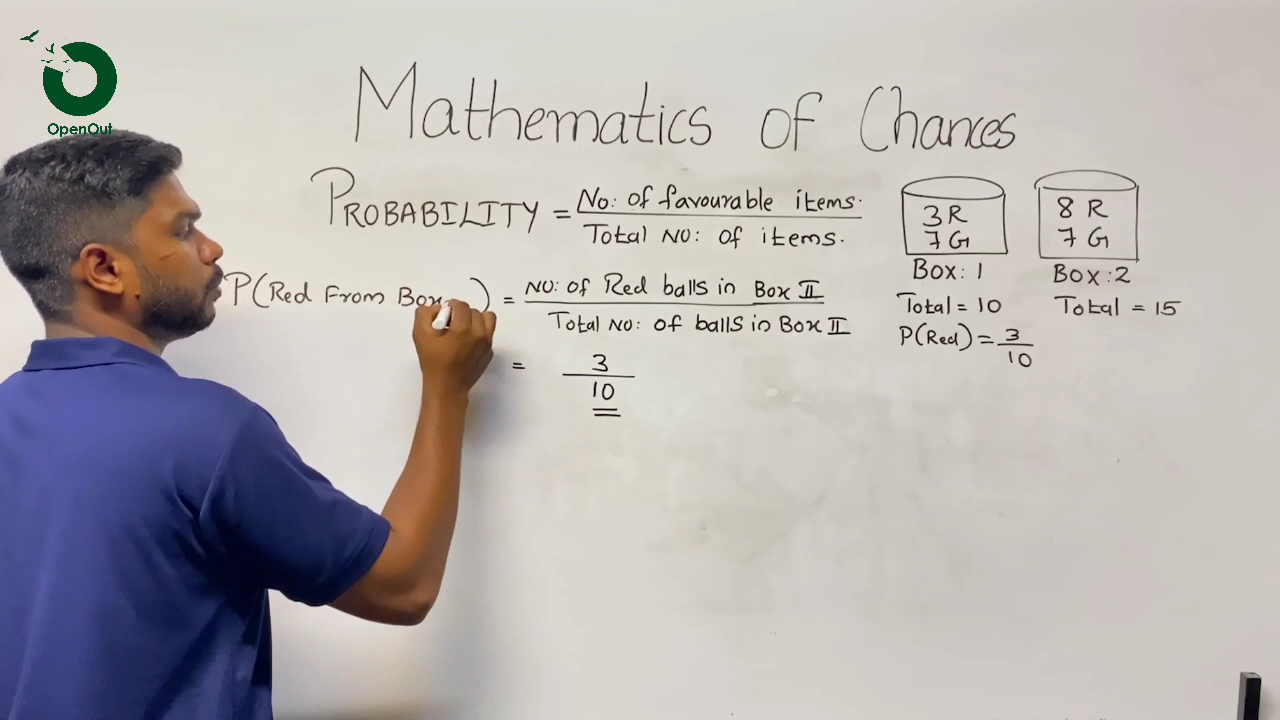 OpenOut
Mathematics of Chances
PROBABILITY = No: of favourable items.
Total No: of items.
3 R
7 G
Box: 1
Total = 10
P(Red) = 3
10
8 R
7 G
Box :2
Total = 15
P(Red From Box ) = No: of Red balls in Box II
Total No: of balls in Box II
= 3
10